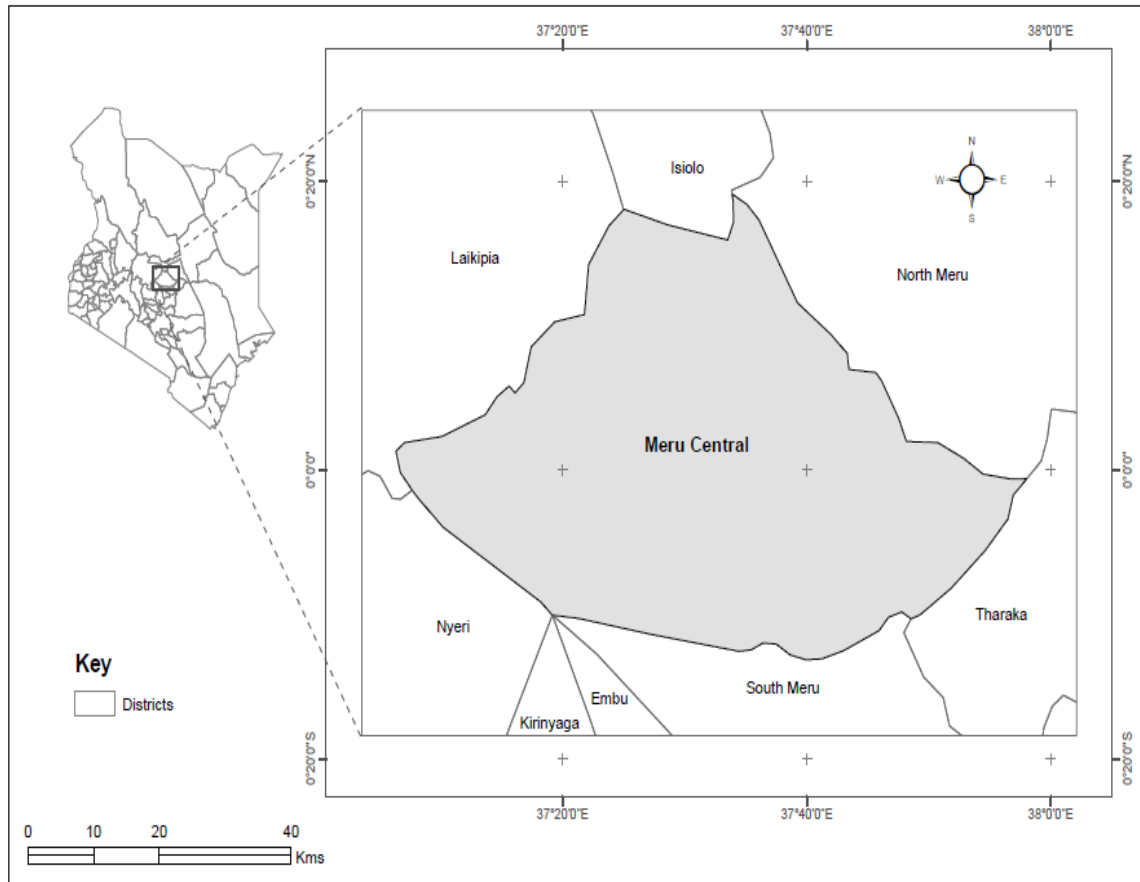 37°20'0"E
37°40'0"E
38°0'0"E
0°20'0"N
0°20'0"N
Isiolo
N
W
E
S
Laikipia
North Meru
Meru Central
0°0'0"
0°0'0"
Nyeri
Tharaka
Key
Districts
South Meru
Embu
Kirinyaga
0°20'0"S
0°20'0"S
37°20'0"E
37°40'0"E
38°0'0"E
0
10
20
40
Kms